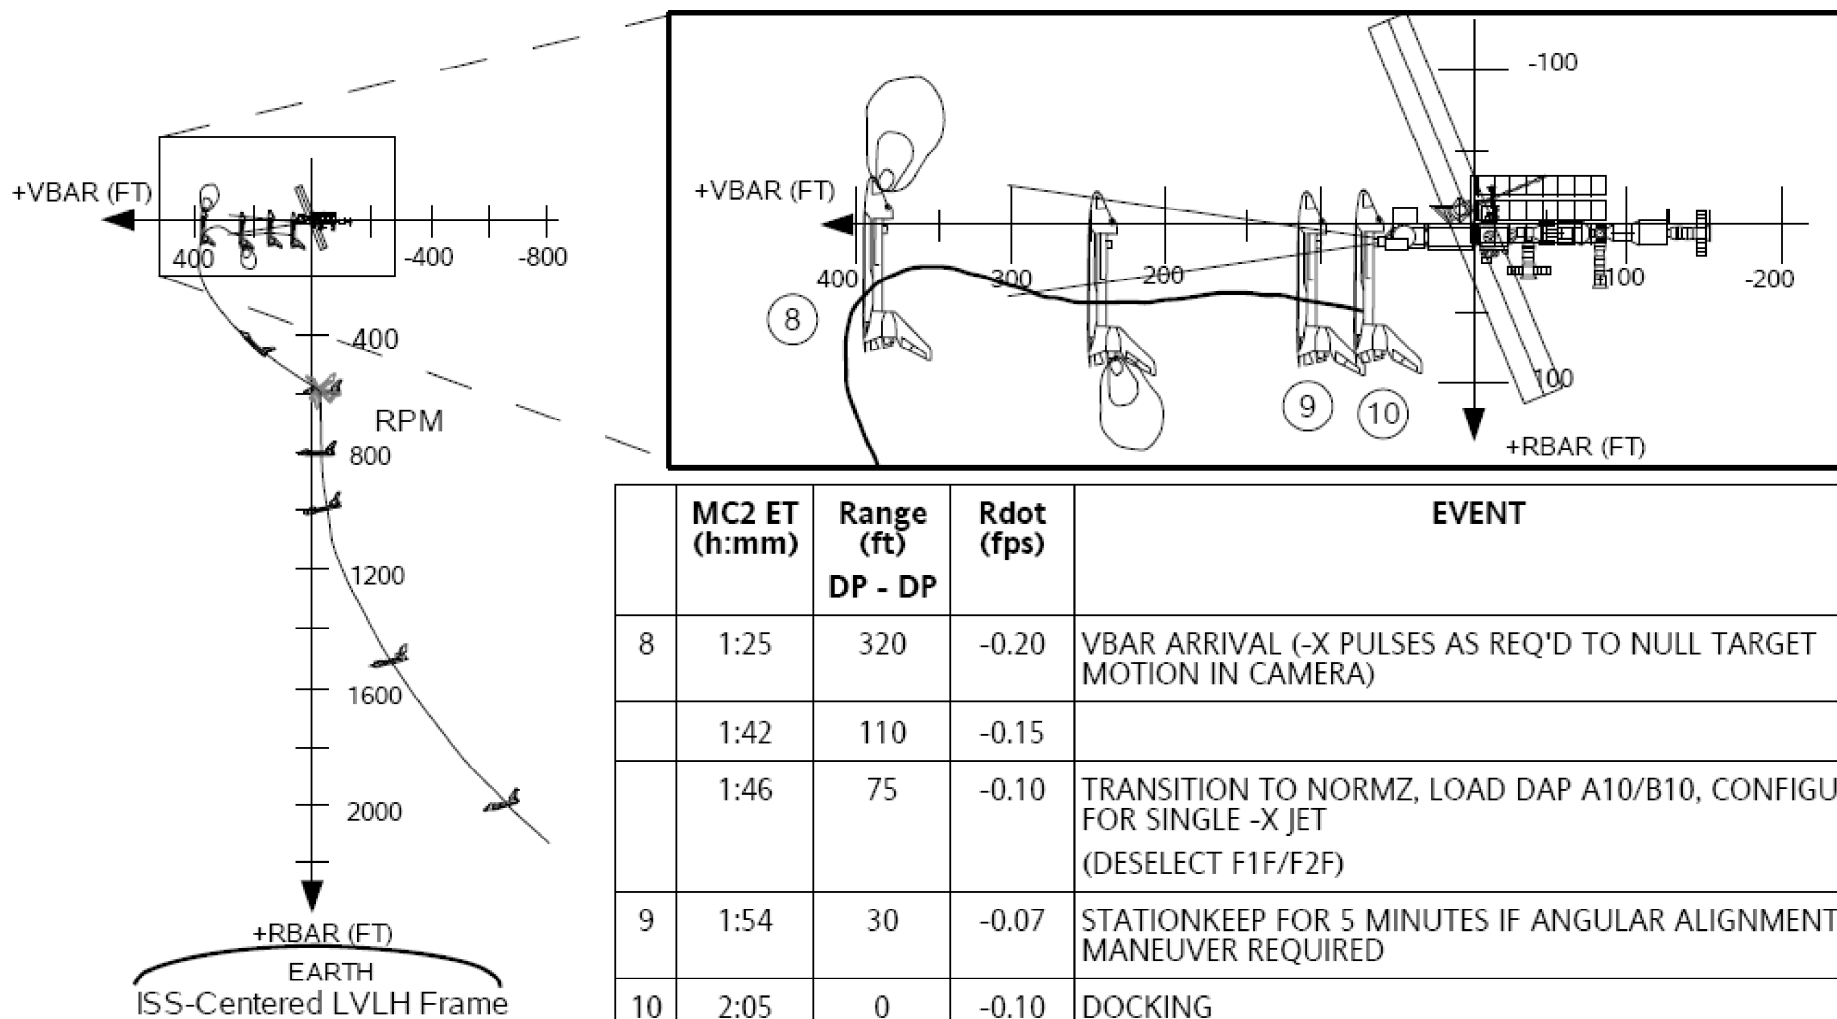 +VBAR (FT)
400
-400
-800
400
RPM
800
1200
1600
2000
+RBAR (FT)
EARTH
ISS-Centered LVLH Frame
-100
+VBAR (FT)
400
300
200
100
-200
8
9
10
100
+RBAR (FT)
MC2 ET
(h:mm)
Range
(ft)
DP - DP
Rdot
(fps)
EVENT
8 1:25 320 -0.20 VBAR ARRIVAL (-X PULSES AS REQ'D TO NULL TARGET
MOTION IN CAMERA)
1:42 110 -0.15
1:46 75 -0.10 TRANSITION TO NORMZ, LOAD DAP A10/B10, CONFIGU
FOR SINGLE -X JET
(DESELECT F1F/F2F)
9 1:54 30 -0.07 STATIONKEEP FOR 5 MINUTES IF ANGULAR ALIGNMENT
MANEUVER REQUIRED
10 2:05 0 -0.10 DOCKING